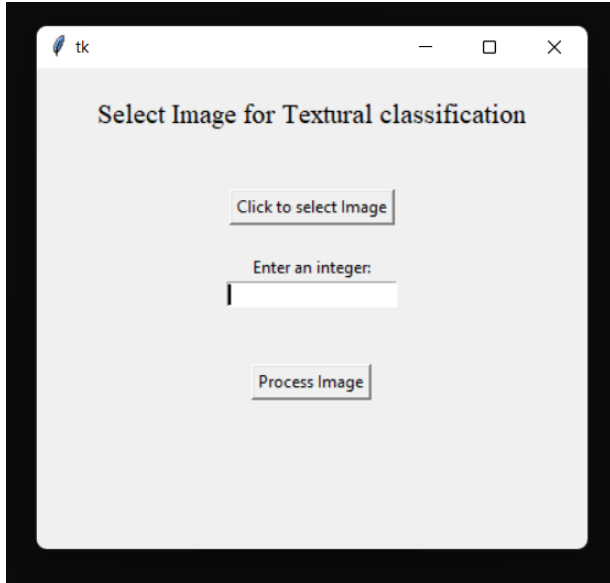 tk
Select Image for Textural classification
Click to select Image
Enter an integer:
Process Image